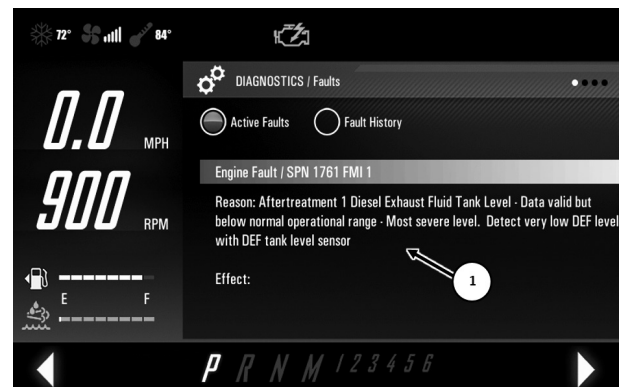 72° 84°
DIAGNOSTICS / Faults
Active Faults Fault History
0.0 MPH
Engine Fault / SPN 1761 FMI 1
Reason: Aftertreatment 1 Diesel Exhaust Fluid Tank Level - Data valid but
below normal operational range - Most severe level. Detect very low DEF level
with DEF tank level sensor
900 RPM
1
Effect:
E F
P R N M 1 2 3 4 5 6